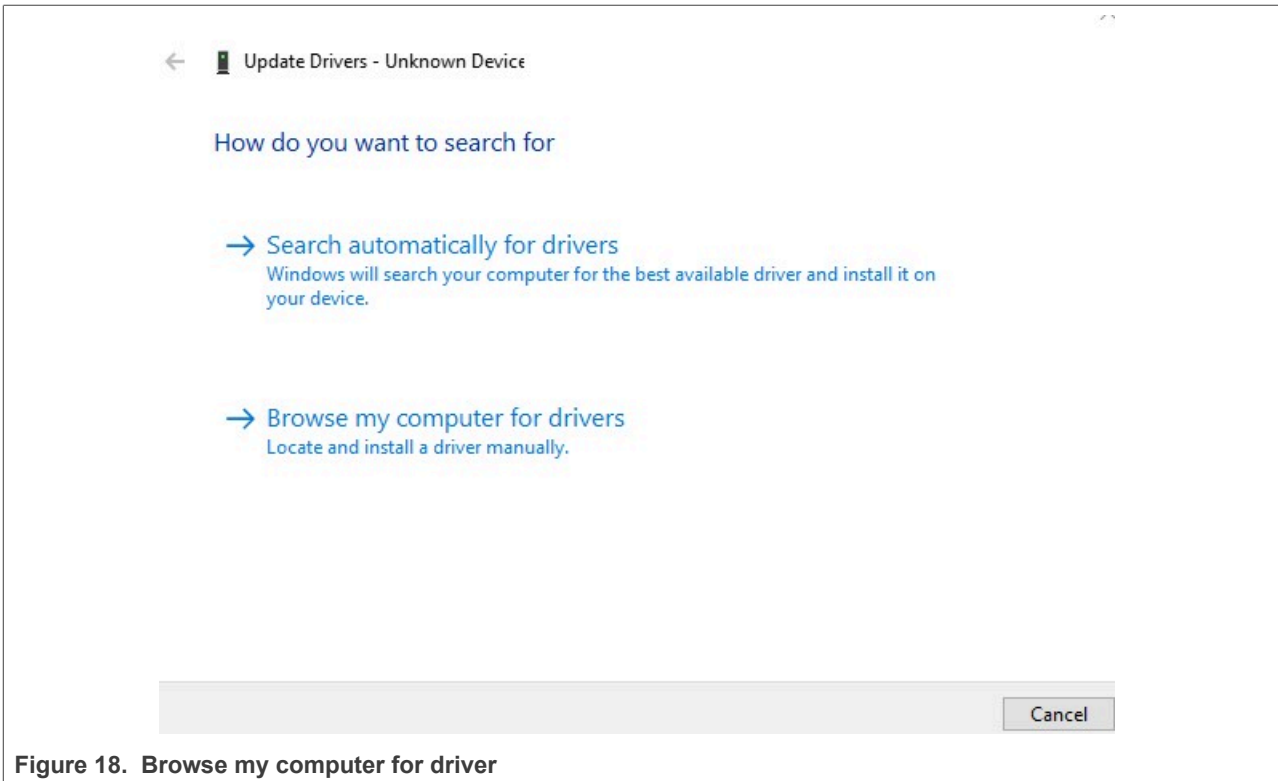 Update Drivers - Unknown Device
How do you want to search for
Search automatically for drivers
Windows will search your computer for the best available driver and install it on
your device.
Browse my computer for drivers
Locate and install a driver manually.
Cancel
Figure 18. Browse my computer for driver